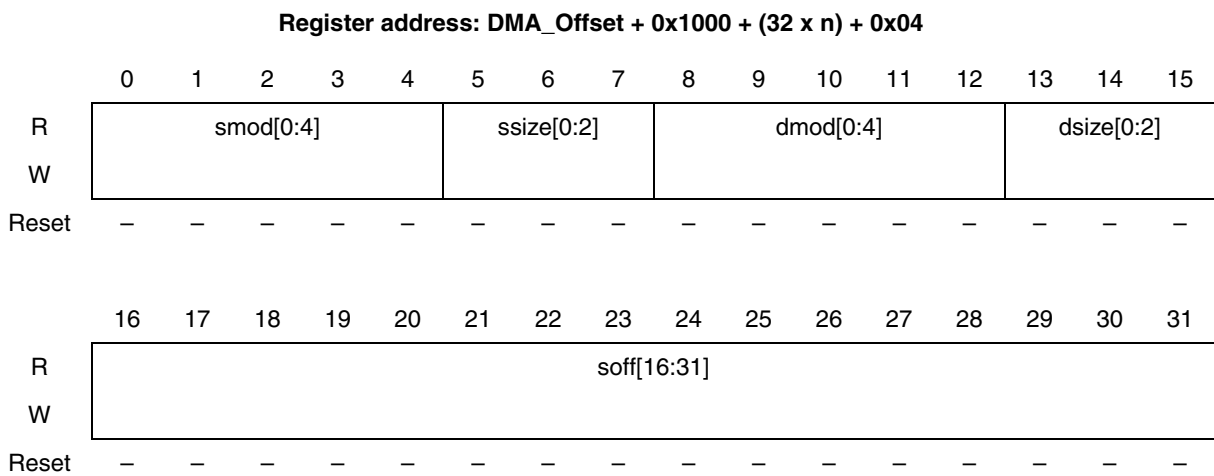 Register address: DMA_Offset + 0x1000 + (32 x n) + 0x04
0 1 2 3 4 5 6 7 8 9 10 11 12 13 14 15
R smod[0:4] ssize[0:2] dmod[0:4] dsize[0:2]
W
Reset – – – – – – – – – – – – – – – –
16 17 18 19 20 21 22 23 24 25 26 27 28 29 30 31
R soff[16:31]
W
Reset – – – – – – – – – – – – – – – –